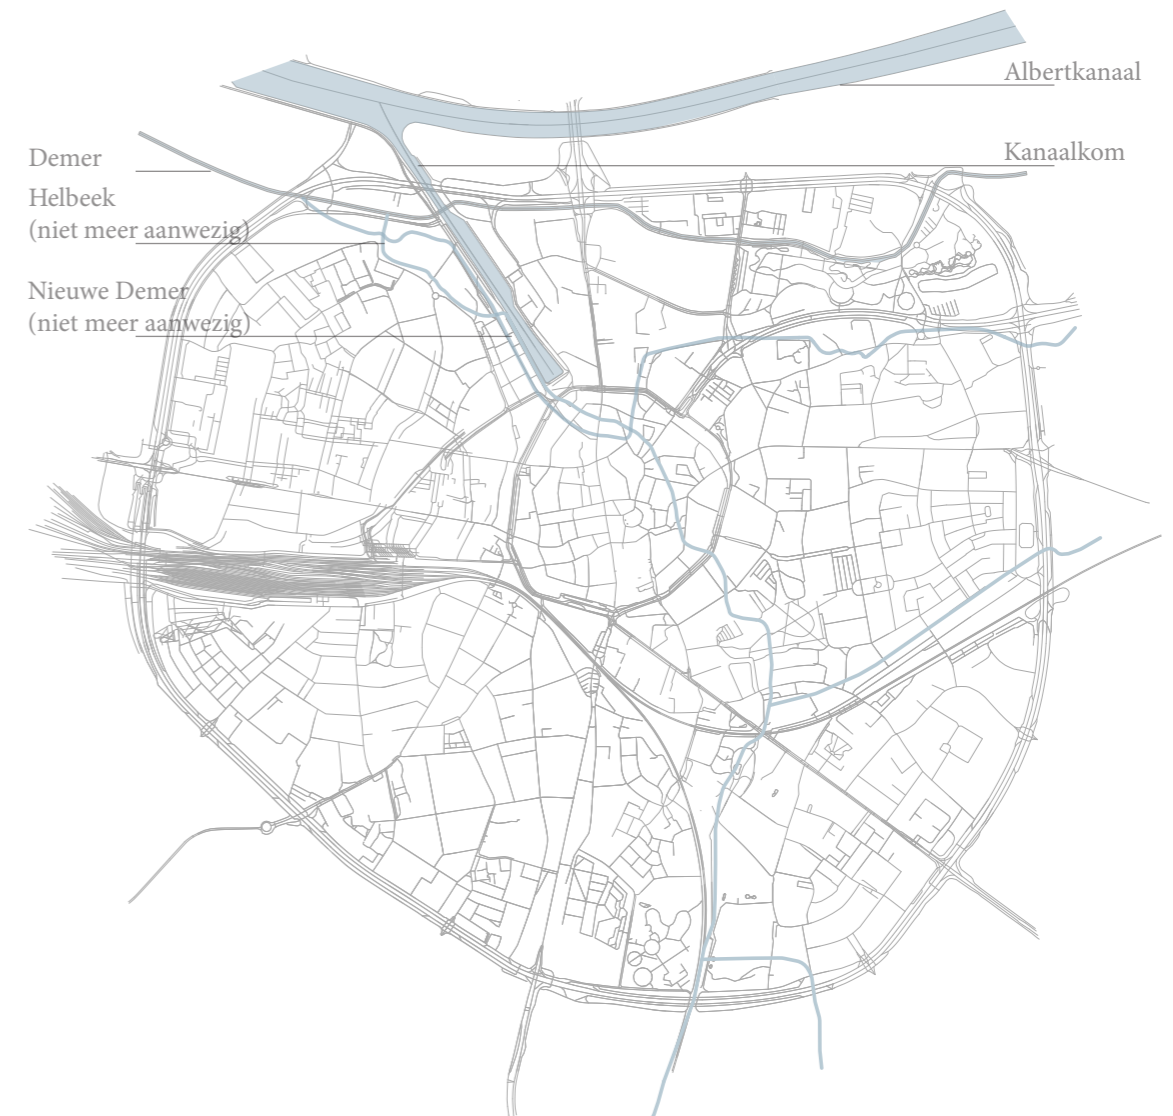 Albertkanaal
Kanaalkom
Demer
Helbeek
(niet meer aanwezig)
Nieuwe Demer
(niet meer aanwezig)